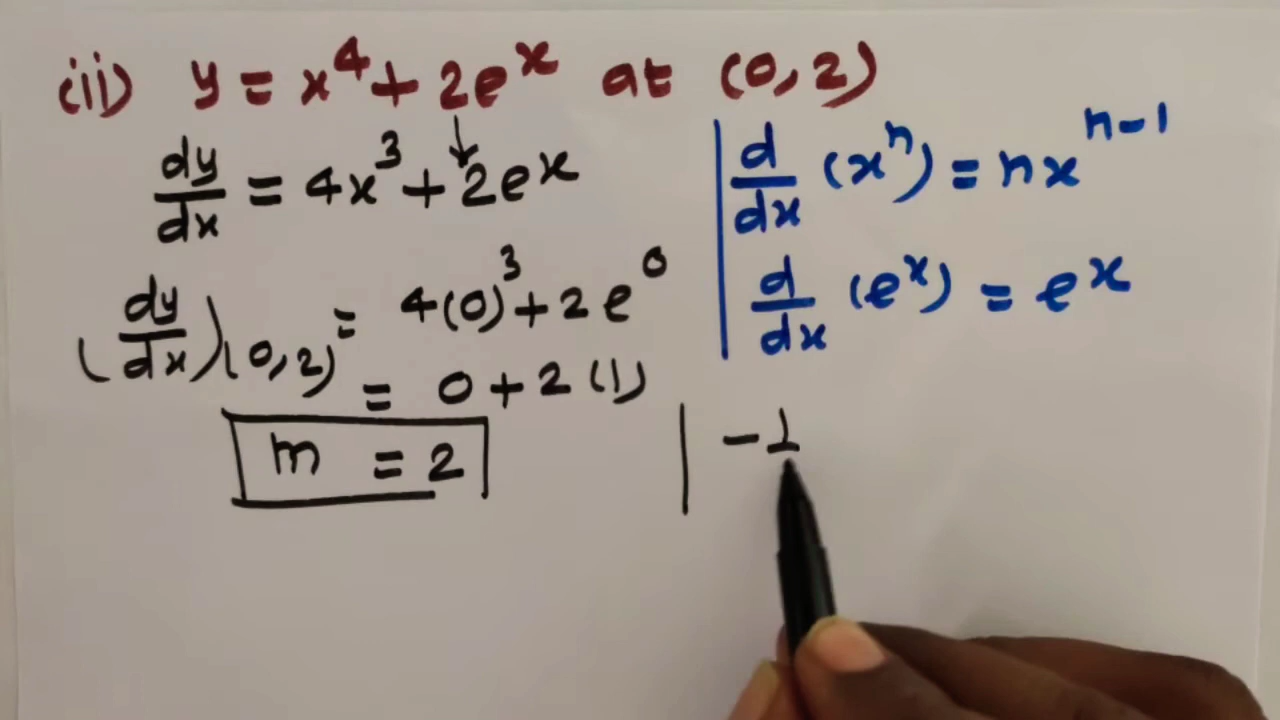 (ii) y = x⁴ + 2eˣ at (0,2)
dy/dx = 4x³ + 2eˣ
d/dx (xⁿ) = nxⁿ⁻¹
d/dx (eˣ) = eˣ
(dy/dx)(0,2) = 4(0)³ + 2e⁰
= 0 + 2(1)
m = 2
-1